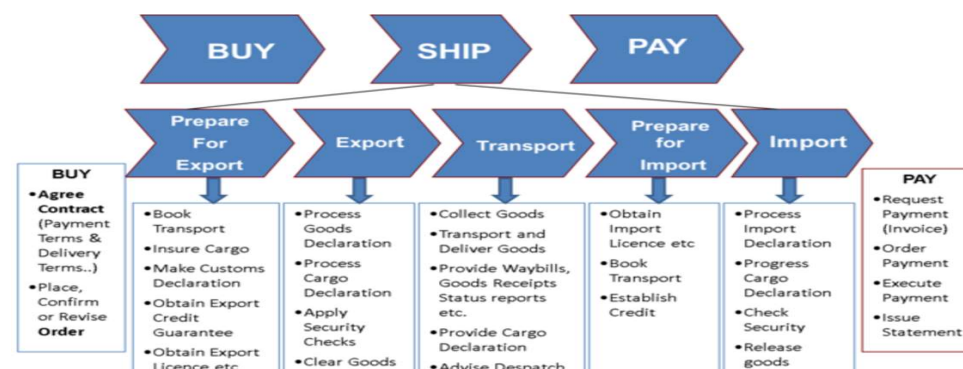 BUY
SHIP
PAY
Prepare
For
Export
Export
Transport
Prepare
for
Import
Import
BUY
•Agree
Contract
(Payment
Terms &
Delivery
Terms..)
•Place,
Confirm
or Revise
Order
•Book
Transport
•Insure Cargo
•Make Customs
Declaration
•Obtain Export
Credit
Guarantee
•Obtain Export
Licence etc
•Process
Goods
Declaration
•Process
Cargo
Declaration
•Apply
Security
Checks
•Clear Goods
•Collect Goods
•Transport and
Deliver Goods
•Provide Waybills,
Goods Receipts
Status reports
etc.
•Provide Cargo
Declaration
•Advise Despatch
•Obtain
Import
Licence etc
•Book
Transport
•Establish
Credit
•Process
Import
Declaration
•Progress
Cargo
Declaration
•Check
Security
•Release
goods
PAY
•Request
Payment
(Invoice)
•Order
Payment
•Execute
Payment
•Issue
Statement